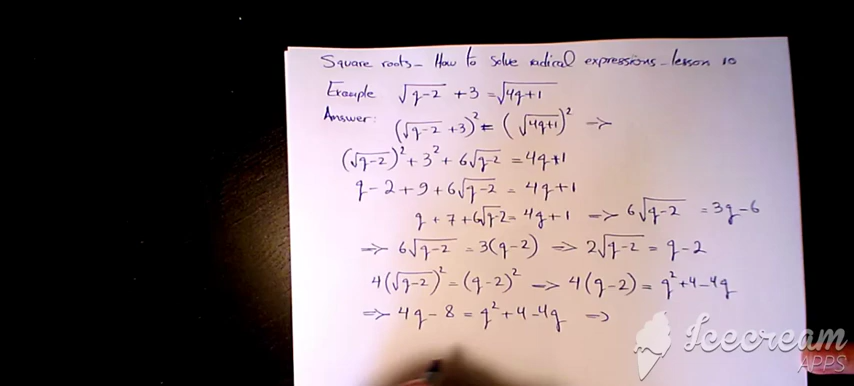 Square roots - How to solve radical expressions - lesson 10
Example √(q-2) + 3 = √(4q+1)
Answer: (√(q-2) + 3)² = (√(4q+1))² =>
(√(q-2))² + 3² + 6√(q-2) = 4q+1
q - 2 + 9 + 6√(q-2) = 4q+1
q + 7 + 6√(q-2) = 4q+1 => 6√(q-2) = 3q-6
=> 6√(q-2) = 3(q-2) => 2√(q-2) = q-2
4(√(q-2))² = (q-2)² => 4(q-2) = q²+4-4q
=> 4q - 8 = q² + 4 - 4q =>
Icecream
APPS